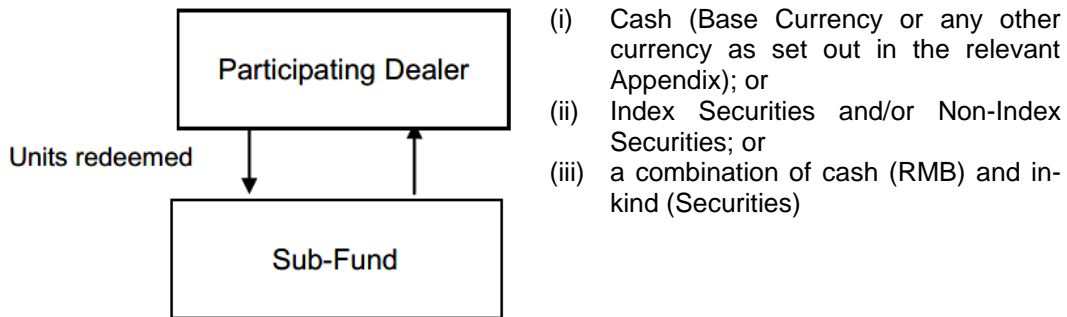 Participating Dealer
Units redeemed
Sub-Fund
(i) Cash (Base Currency or any other
currency as set out in the relevant
Appendix); or
(ii) Index Securities and/or Non-Index
Securities; or
(iii) a combination of cash (RMB) and in-
kind (Securities)